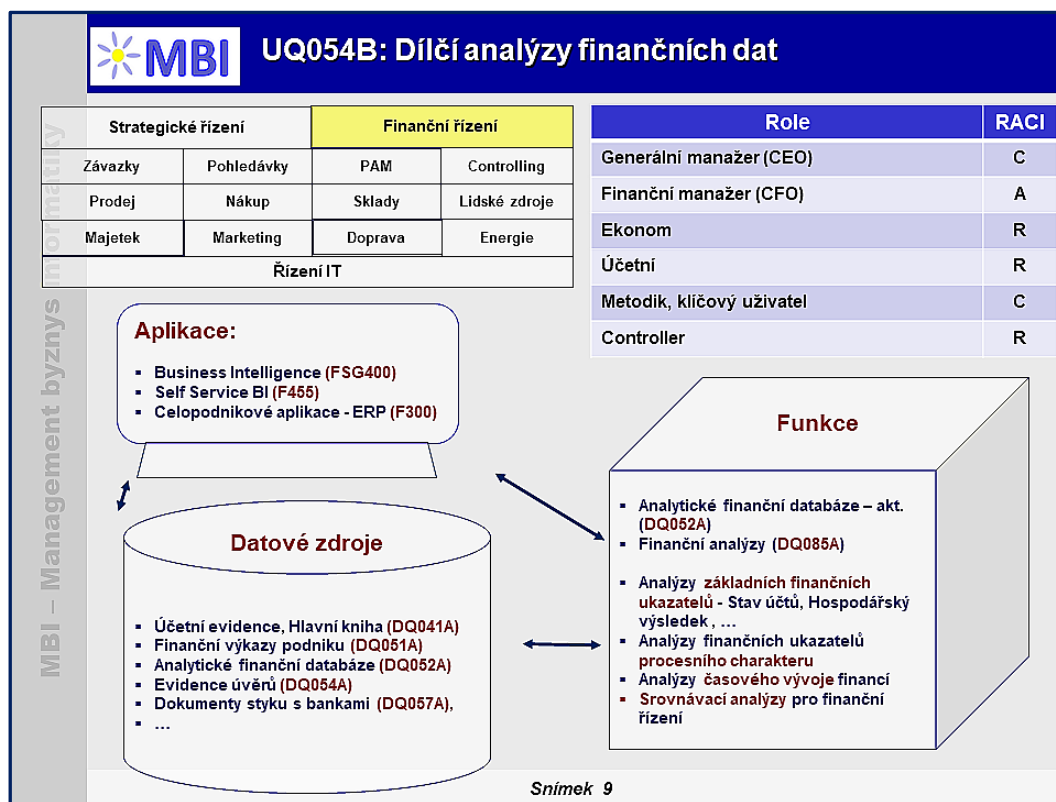 MBI
UQ054B: Dílčí analýzy finančních dat
MBI – Management byznys informatiky
Strategické řízení Finanční řízení
Závazky Pohledávky PAM Controlling
Prodej Nákup Sklady Lidské zdroje
Majetek Marketing Doprava Energie
Řízení IT
Role RACI
Generální manažer (CEO) C
Finanční manažer (CFO) A
Ekonom R
Účetní R
Metodik, klíčový uživatel C
Controller R
Aplikace:
▪ Business Intelligence (FSG400)
▪ Self Service BI (F455)
▪ Celopodnikové aplikace - ERP (F300)
Datové zdroje
▪ Účetní evidence, Hlavní kniha (DQ041A)
▪ Finanční výkazy podniku (DQ051A)
▪ Analytické finanční databáze (DQ052A)
▪ Evidence úvěrů (DQ054A)
▪ Dokumenty styku s bankami (DQ057A),
▪ ...
Funkce
▪ Analytické finanční databáze – akt.
(DQ052A)
▪ Finanční analýzy (DQ085A)
▪ Analýzy základních finančních
ukazatelů - Stav účtů, Hospodářský
výsledek , ...
▪ Analýzy finančních ukazatelů
procesního charakteru
▪ Analýzy časového vývoje financí
▪ Srovnávací analýzy pro finanční
řízení
Snímek 9